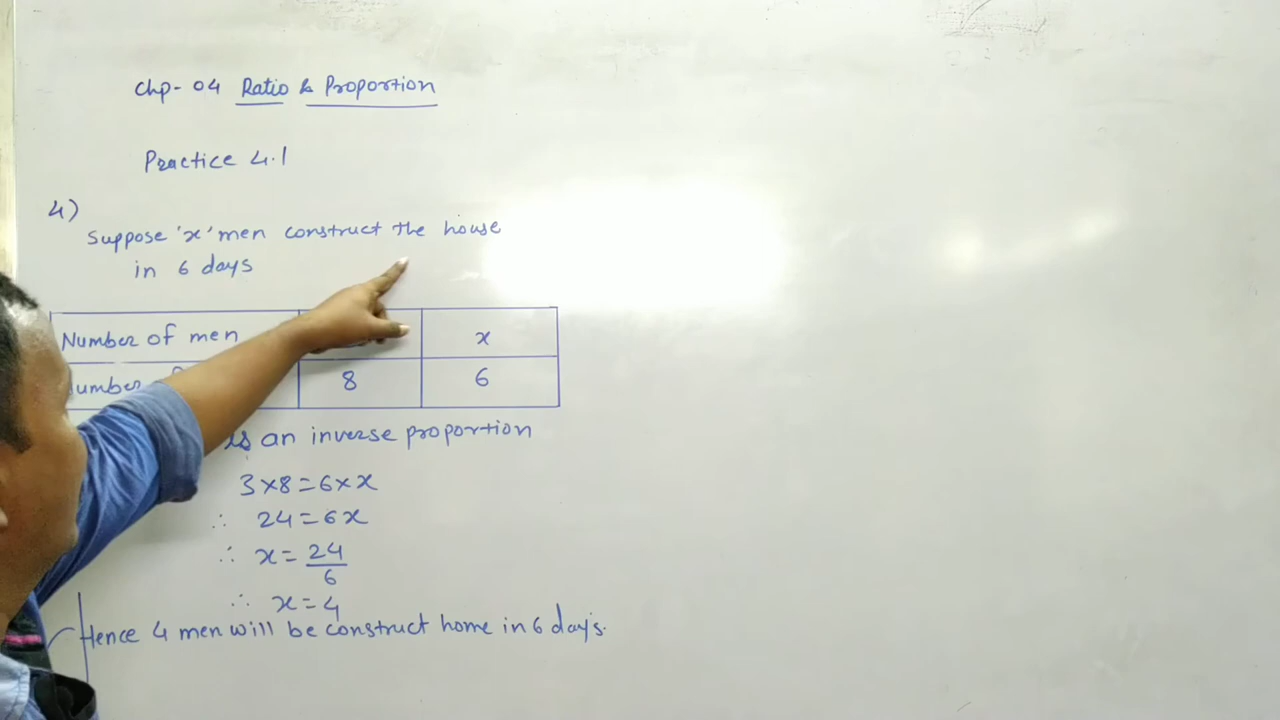 Chp- 04 Ratio & Proportion
Practice 4.1
4)
Suppose 'x' men construct the house
in 6 days
Number of men x
8 6
is an inverse proportion
3×8=6×x
∴ 24=6x
∴ x=24/6
∴ x=4
Hence 4 men will be construct home in 6 days.